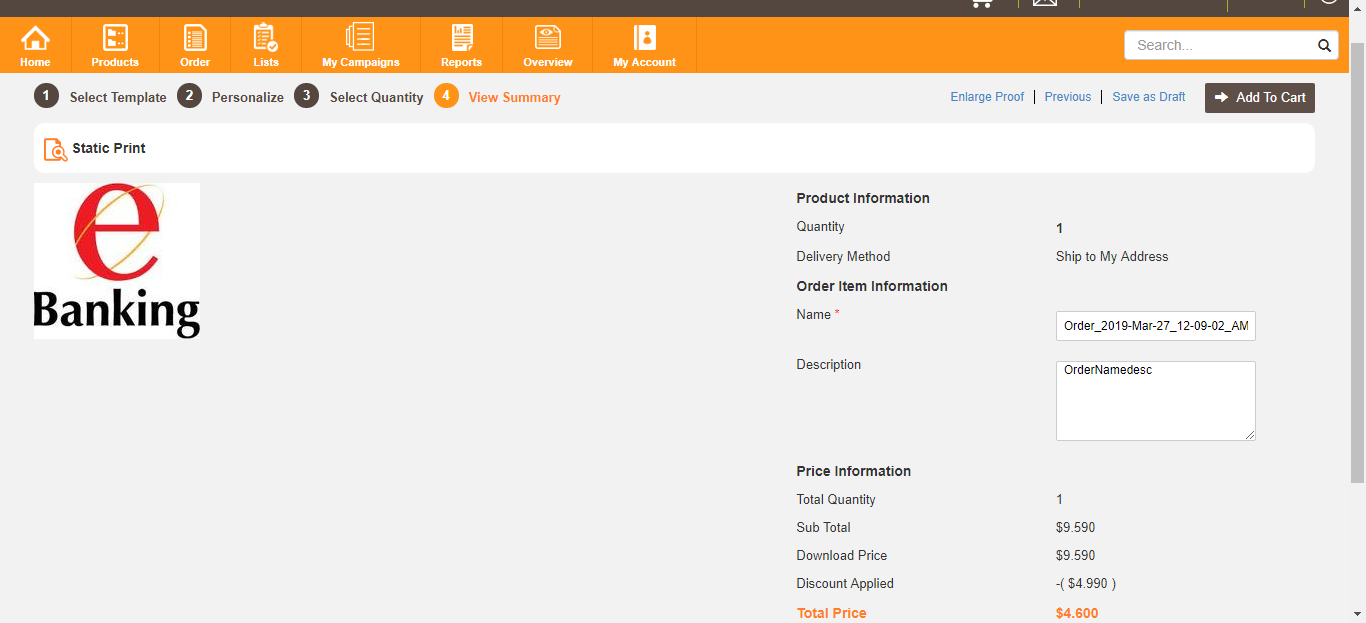 Home Products Order Lists My Campaigns Reports Overview My Account Search...
1 Select Template 2 Personalize 3 Select Quantity 4 View Summary Enlarge Proof Previous Save as Draft Add To Cart
Static Print
e
Banking
Product Information
Quantity 1
Delivery Method Ship to My Address
Order Item Information
Name * Order_2019-Mar-27_12-09-02_AM
Description OrderNamedesc
Price Information
Total Quantity 1
Sub Total $9.590
Download Price $9.590
Discount Applied -( $4.990 )
Total Price $4.600